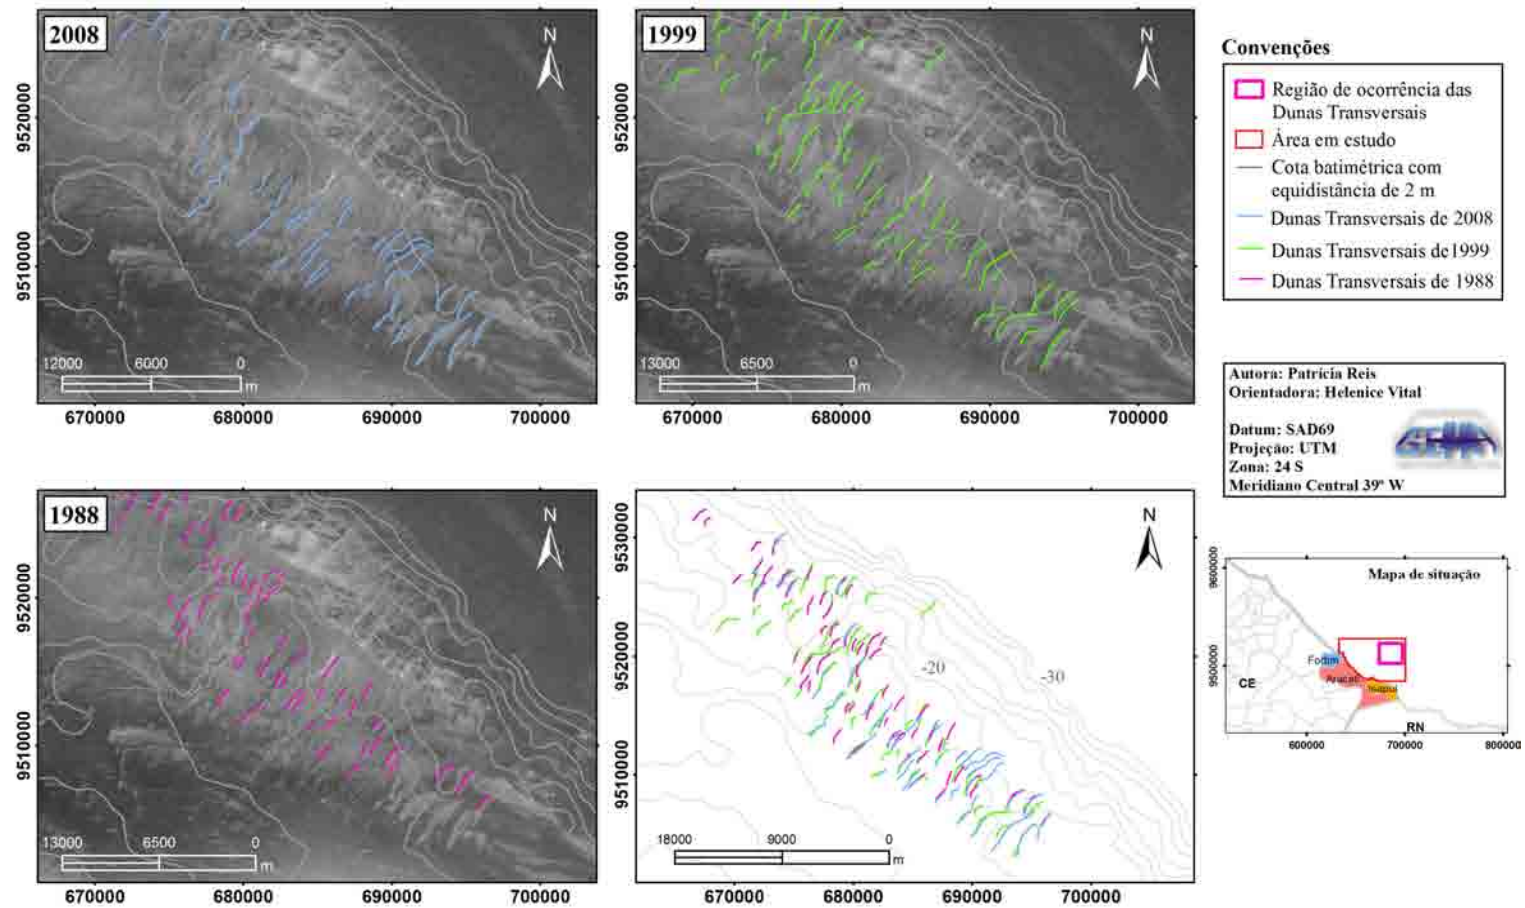 2008
N
9520000
9510000
12000 6000 0
m
670000 680000 690000 700000
1999
N
9520000
9510000
13000 6500 0
m
670000 680000 690000 700000
1988
N
9520000
9510000
13000 6500 0
m
670000 680000 690000 700000
N
9530000
9520000
9510000
-20
-30
18000 9000 0
m
670000 680000 690000 700000
Convenções
Região de ocorrência das
Dunas Transversais
Área em estudo
Cota batimétrica com
equidistância de 2 m
Dunas Transversais de 2008
Dunas Transversais de1999
Dunas Transversais de 1988
Autora: Patrícia Reis
Orientadora: Helenice Vital
Datum: SAD69
Projeção: UTM
Zona: 24 S
Meridiano Central 39º W
Mapa de situação
9600000
9500000
CE
RN
600000 700000 800000